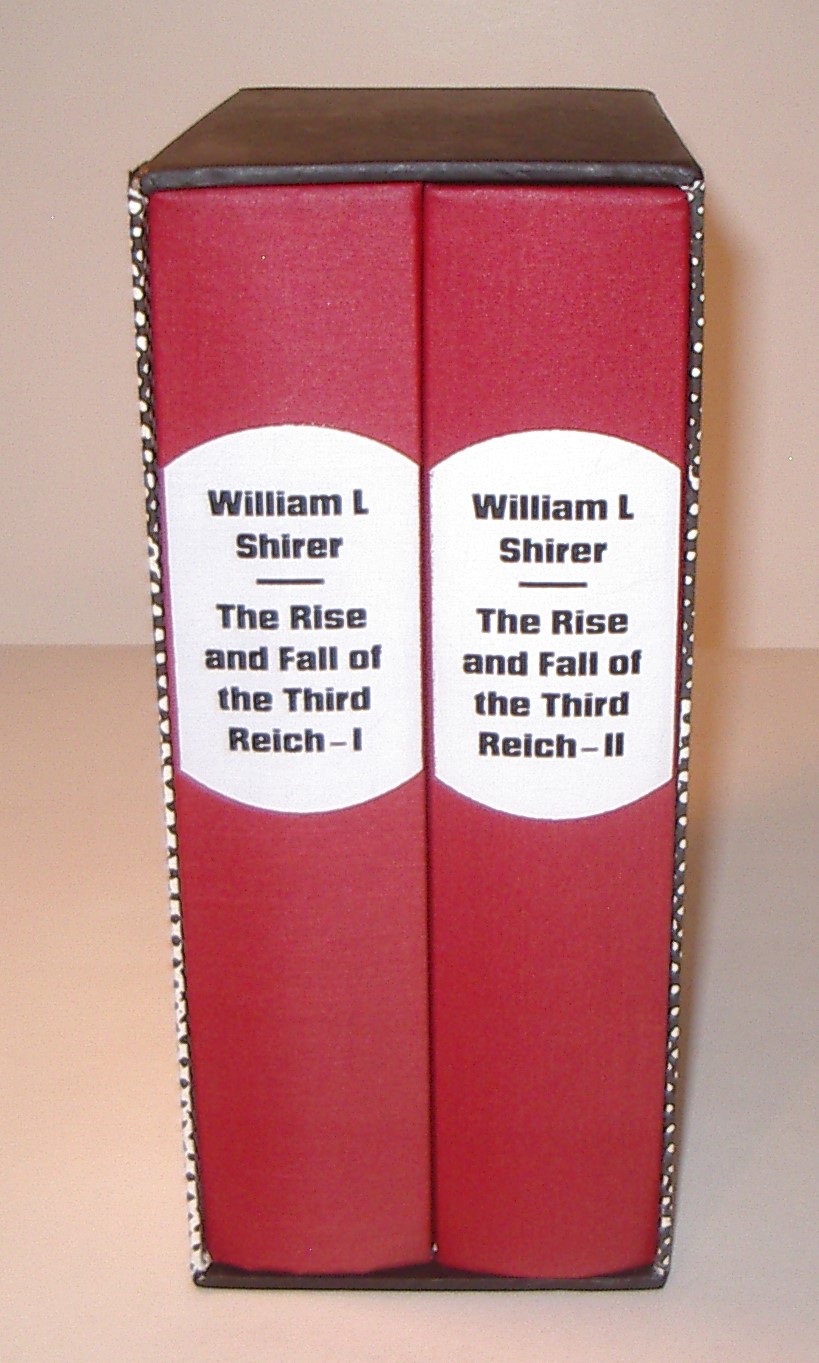 William L
Shirer
The Rise
and Fall of
the Third
Reich – I
William L
Shirer
The Rise
and Fall of
the Third
Reich – II